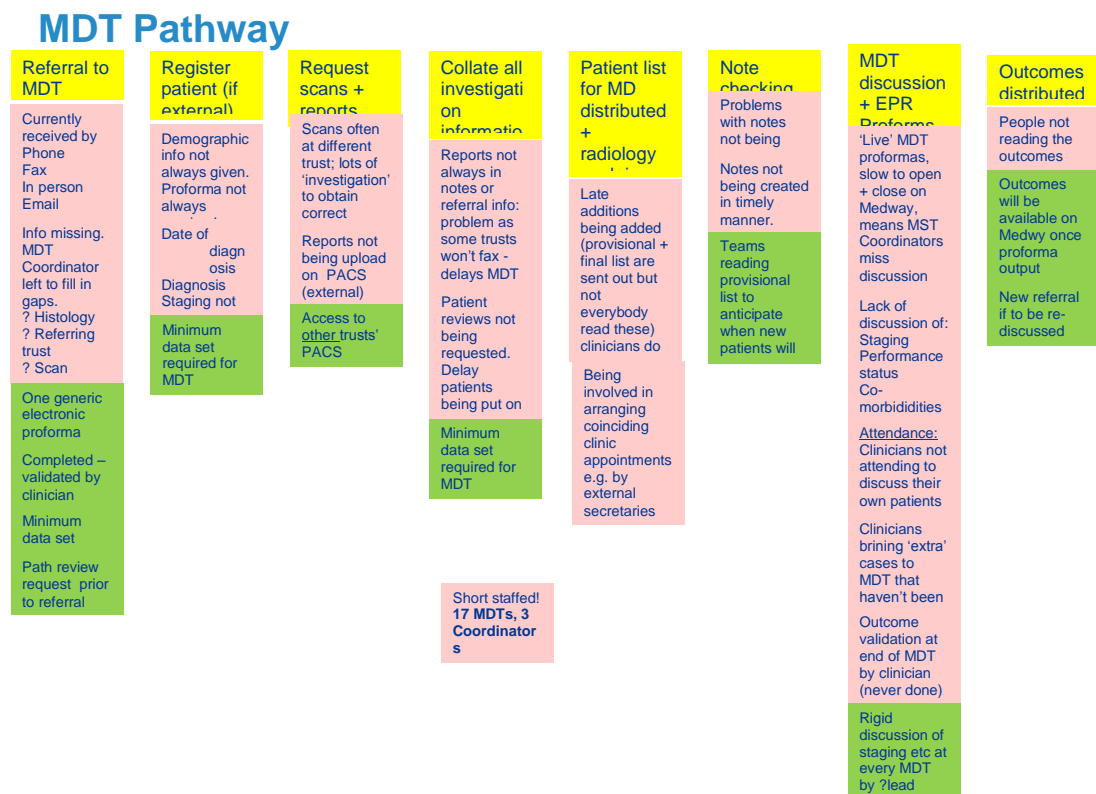 MDT Pathway
Referral to
MDT
Currently
received by
Phone
Fax
In person
Email
Info missing.
MDT
Coordinator
left to fill in
gaps.
? Histology
? Referring
trust
? Scan
One generic
electronic
proforma
Completed –
validated by
clinician
Minimum
data set
Path review
request prior
to referral
Register
patient (if
external)
Demographic
info not
always given.
Proforma not
always
Date of
diagn
osis
Diagnosis
Staging not
Minimum
data set
required for
MDT
Request
scans +
reports
Scans often
at different
trust; lots of
‘investigation’
to obtain
correct
Reports not
being upload
on PACS
(external)
Access to
other trusts’
PACS
Collate all
investigati
on
informatio
Reports not
always in
notes or
referral info:
problem as
some trusts
won’t fax -
delays MDT
Patient
reviews not
being
requested.
Delay
patients
being put on
Minimum
data set
required for
MDT
Short staffed!
17 MDTs, 3
Coordinator
s
Patient list
for MD
distributed
+
radiology
Late
additions
being added
(provisional +
final list are
sent out but
not
everybody
read these)
clinicians do
Being
involved in
arranging
coinciding
clinic
appointments
e.g. by
external
secretaries
Note
checking
Problems
with notes
not being
Notes not
being created
in timely
manner.
Teams
reading
provisional
list to
anticipate
when new
patients will
MDT
discussion
+ EPR
Proforma
‘Live’ MDT
proformas,
slow to open
+ close on
Medway,
means MST
Coordinators
miss
discussion
Lack of
discussion of:
Staging
Performance
status
Co-
morbididities
Attendance:
Clinicians not
attending to
discuss their
own patients
Clinicians
brining ‘extra’
cases to
MDT that
haven’t been
Outcome
validation at
end of MDT
by clinician
(never done)
Rigid
discussion of
staging etc at
every MDT
by ?lead
Outcomes
distributed
People not
reading the
outcomes
Outcomes
will be
available on
Medwy once
proforma
output
New referral
if to be re-
discussed